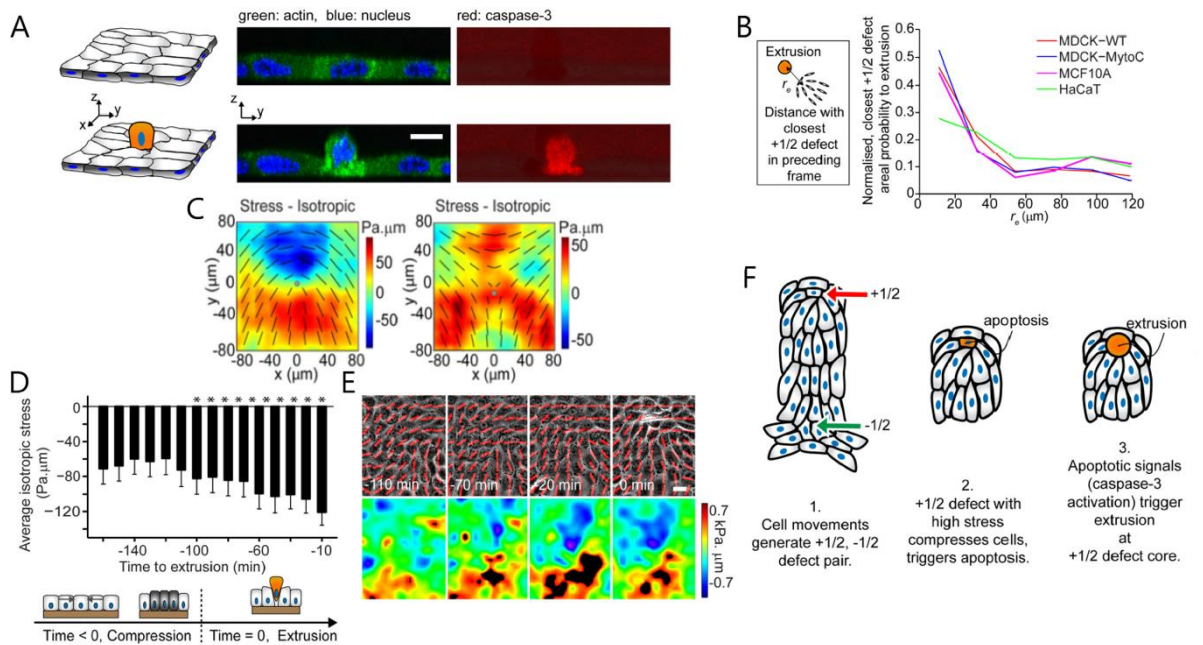 A
green: actin, blue: nucleus
red: caspase-3
z
y
x
z
y
B
Extrusion
rₑ
Distance with
closest
+1/2 defect
in preceding
frame
Normalised, closest +1/2 defect
areal probability to extrusion
0.6
0.5
0.4
0.3
0.2
0.1
0
0 20 40 60 80 100 120
rₑ (μm)
MDCK−WT
MDCK−MytoC
MCF10A
HaCaT
C
Stress - Isotropic
Pa.μm
80
40
0
-40
-80
y (μm)
80 40 0 40 80
x (μm)
50
0
-50
Stress - Isotropic
Pa.μm
80
40
0
-40
-80
y (μm)
80 40 0 40 80
x (μm)
50
0
-50
D
Average isotropic stress
(Pa.μm)
0
−40
−80
−120
* * * * * * * * * *
-140 -100 -60 -10
Time to extrusion (min)
Time < 0, Compression
Time = 0, Extrusion
E
-110 min
-70 min
-20 min
0 min
0.7
kPa. μm
-0.7
F
+1/2
-1/2
apoptosis
extrusion
1.
Cell movements
generate +1/2, -1/2
defect pair.
2.
+1/2 defect with
high stress
compresses cells,
triggers apoptosis.
3.
Apoptotic signals
(caspase-3
activation) trigger
extrusion
at
+1/2 defect core.